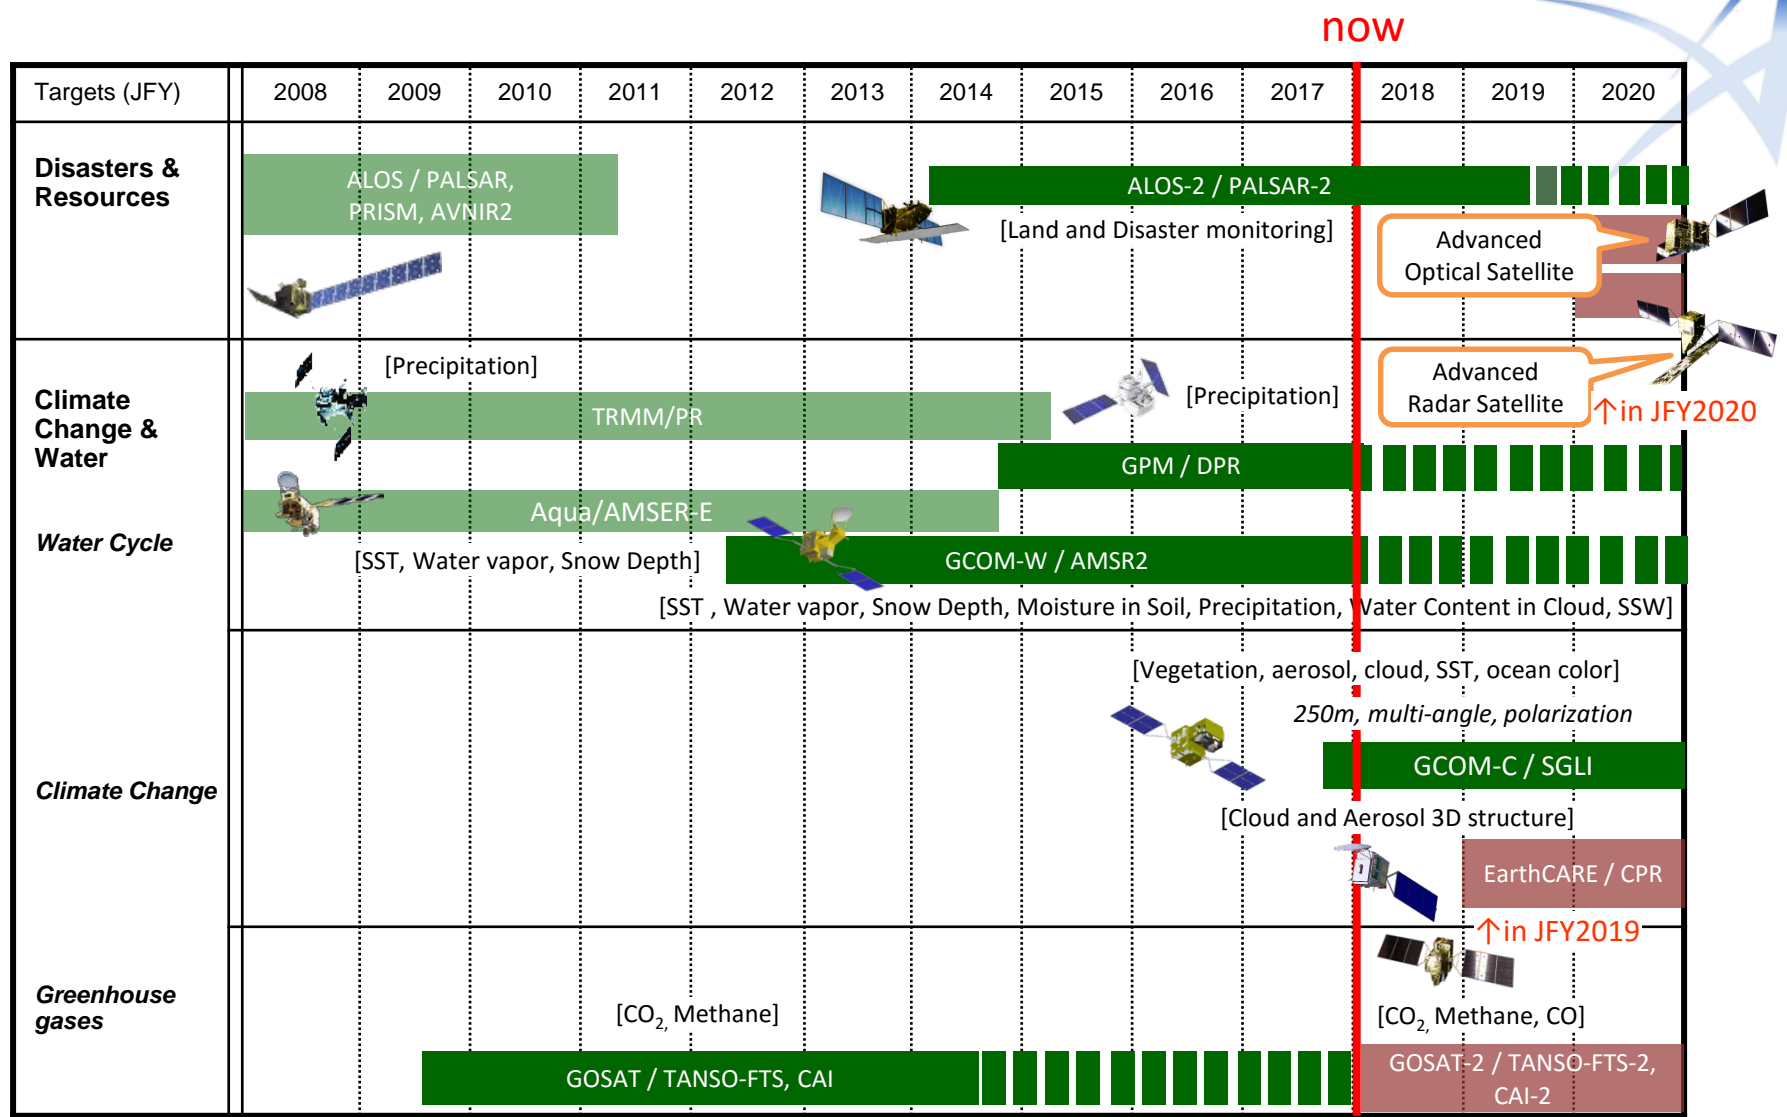 now
Targets (JFY) 2008 2009 2010 2011 2012 2013 2014 2015 2016 2017 2018 2019 2020
Disasters &
Resources
ALOS / PALSAR,
PRISM, AVNIR2
ALOS-2 / PALSAR-2
[Land and Disaster monitoring]
Advanced
Optical Satellite
Climate
Change &
Water
[Precipitation]
TRMM/PR
[Precipitation]
Advanced
Radar Satellite
↑in JFY2020
GPM / DPR
Water Cycle
Aqua/AMSER-E
[SST, Water vapor, Snow Depth]
GCOM-W / AMSR2
[SST , Water vapor, Snow Depth, Moisture in Soil, Precipitation, Water Content in Cloud, SSW]
[Vegetation, aerosol, cloud, SST, ocean color]
250m, multi-angle, polarization
GCOM-C / SGLI
Climate Change
[Cloud and Aerosol 3D structure]
EarthCARE / CPR
↑in JFY2019
Greenhouse
gases
[CO2, Methane]
[CO2, Methane, CO]
GOSAT / TANSO-FTS, CAI
GOSAT-2 / TANSO-FTS-2,
CAI-2